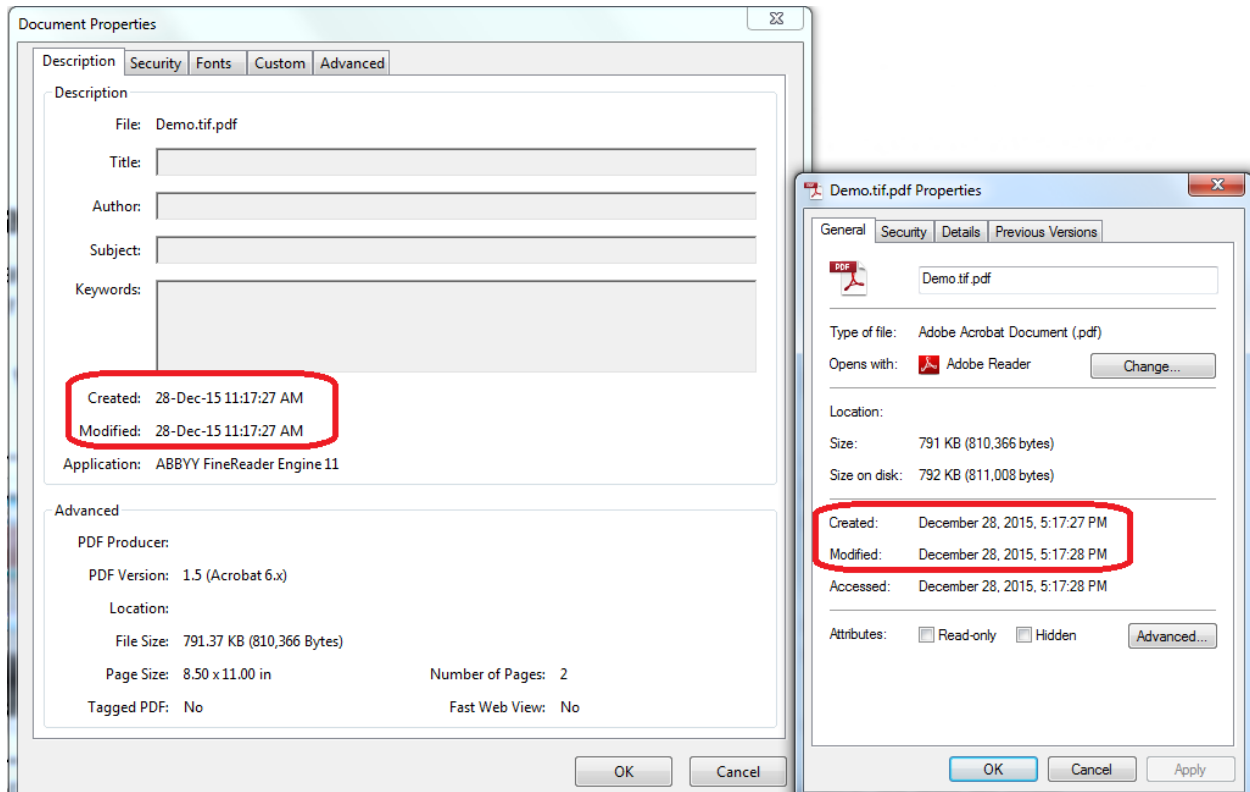 Document Properties
Description Security Fonts Custom Advanced
Description
File: Demo.tif.pdf
Title:
Author:
Subject:
Keywords:
Created: 28-Dec-15 11:17:27 AM
Modified: 28-Dec-15 11:17:27 AM
Application: ABBYY FineReader Engine 11
Advanced
PDF Producer:
PDF Version: 1.5 (Acrobat 6.x)
Location:
File Size: 791.37 KB (810,366 Bytes)
Page Size: 8.50 x 11.00 in Number of Pages: 2
Tagged PDF: No Fast Web View: No
OK Cancel
Demo.tif.pdf Properties
General Security Details Previous Versions
PDF
Demo.tif.pdf
Type of file: Adobe Acrobat Document (.pdf)
Opens with: Adobe Reader Change...
Location:
Size: 791 KB (810,366 bytes)
Size on disk: 792 KB (811,008 bytes)
Created: December 28, 2015, 5:17:27 PM
Modified: December 28, 2015, 5:17:28 PM
Accessed: December 28, 2015, 5:17:28 PM
Attributes: Read-only Hidden Advanced...
OK Cancel Apply